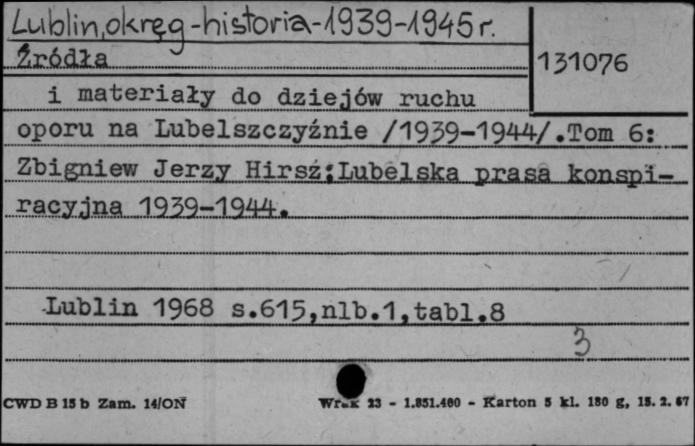 Lublin, okręg - historia - 1939-1945 r.
Źródła
131076
i materiały do dziejów ruchu
oporu na Lubelszczyźnie /1939-1944/.Tom 6:
Zbigniew Jerzy Hirsz:Lubelska prasa konspi-
racyjna 1939-1944.
Lublin 1968 s.615,nlb.1,tabl.8
3
CWD B 15 b Zam. 14/ON
23 - 1.851.400 - Karton 5 kl. 180 g, 15. 2. 67